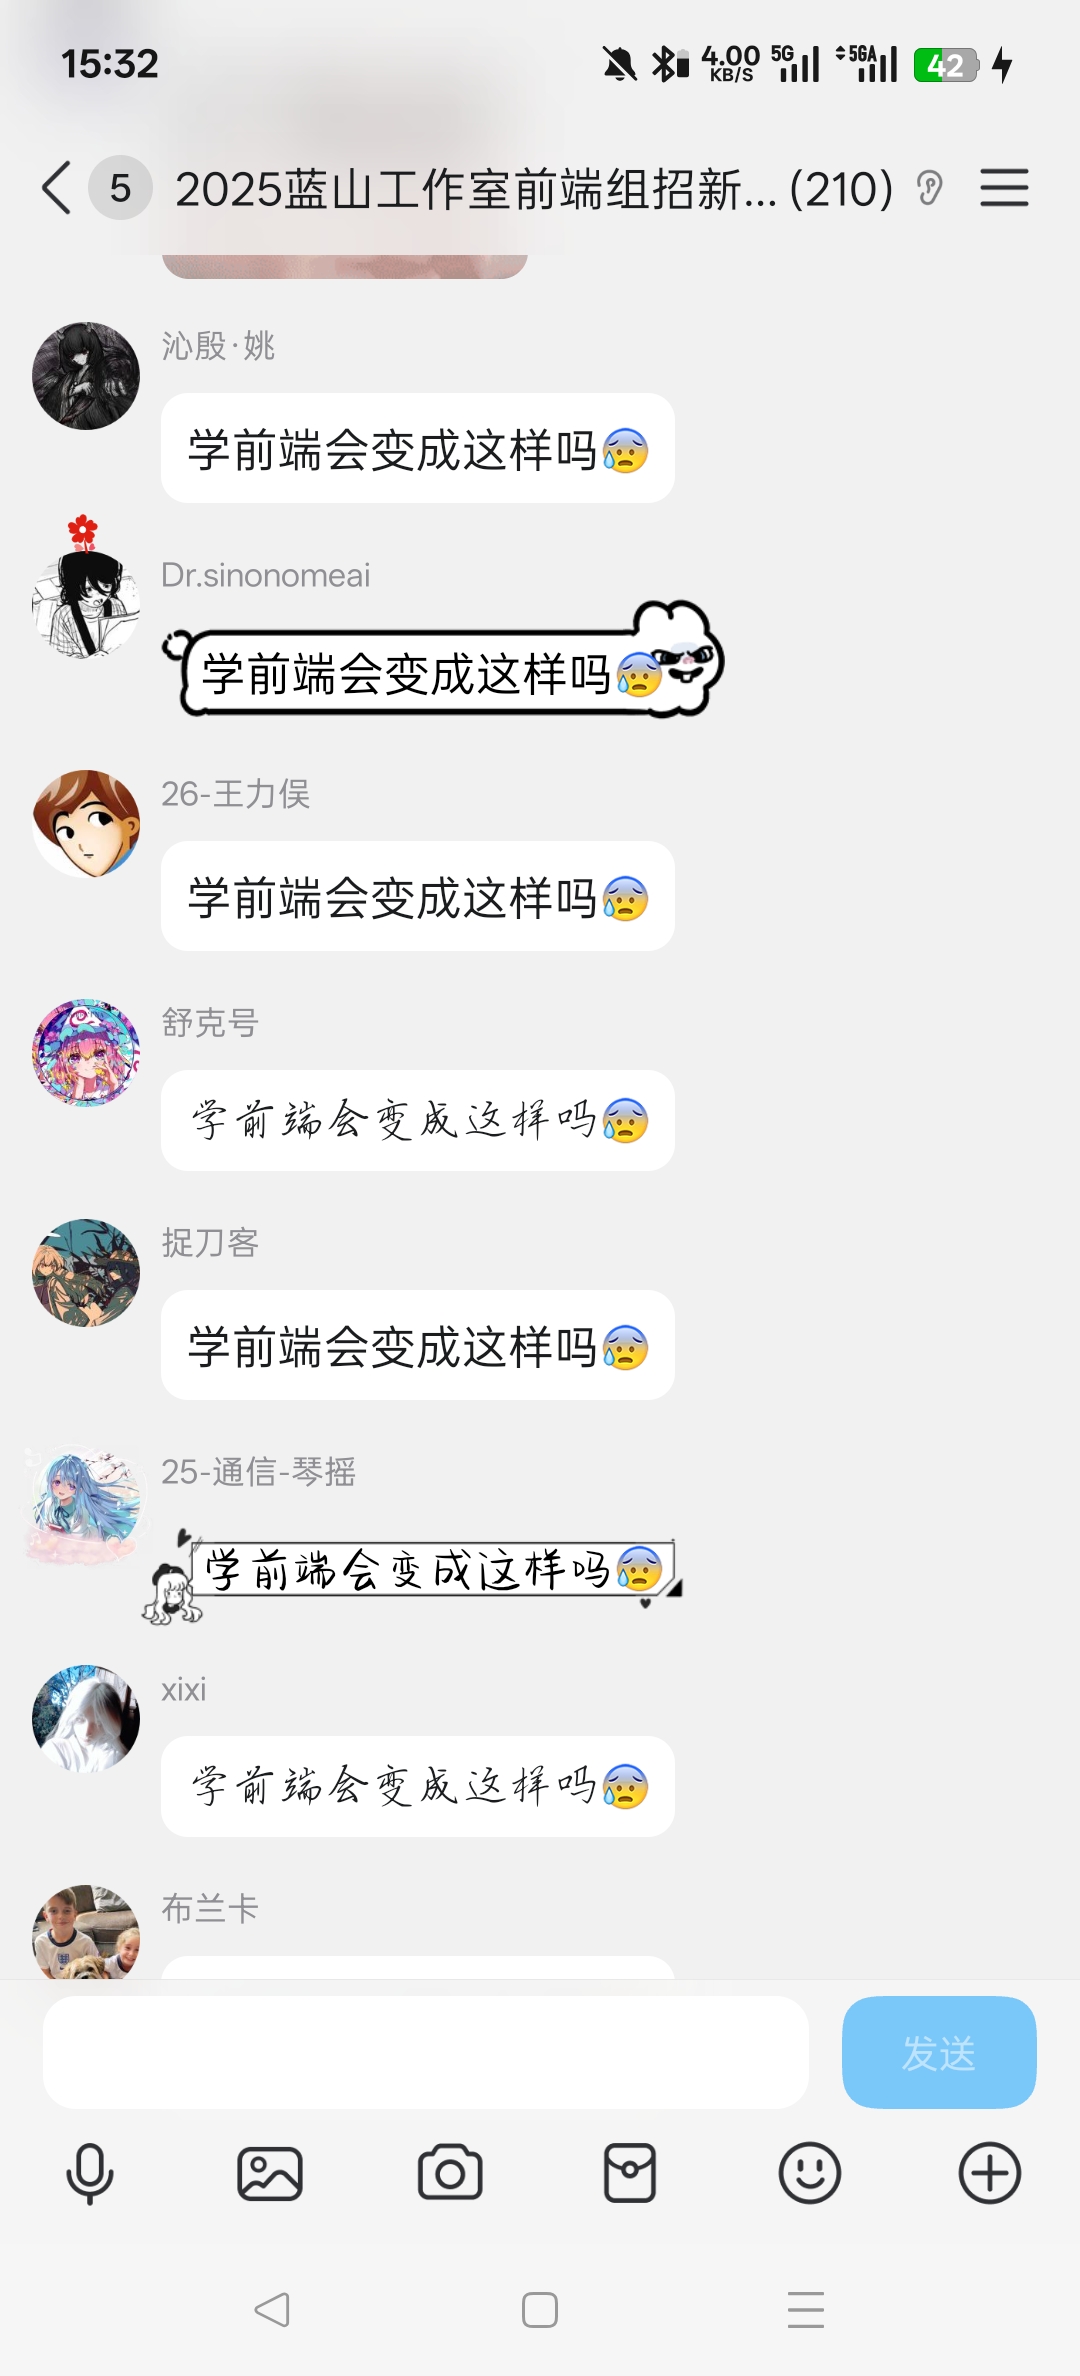 15:32
4.00 KB/S 5G 5GA 42
5 2025蓝山工作室前端组招新... (210)
沁殷·姚
学前端会变成这样吗😰
Dr.sinonomeai
学前端会变成这样吗😰
26-王力俣
学前端会变成这样吗😰
舒克号
学前端会变成这样吗😰
捉刀客
学前端会变成这样吗😰
25-通信-琴摇
学前端会变成这样吗😰
xixi
学前端会变成这样吗😰
布兰卡
发送